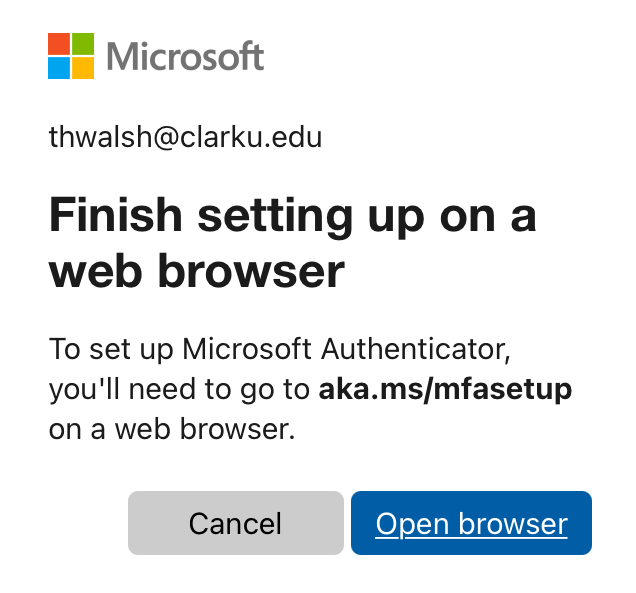 Microsoft
thwalsh@clarku.edu
Finish setting up on a
web browser
To set up Microsoft Authenticator,
you'll need to go to aka.ms/mfasetup
on a web browser.
Cancel
Open browser